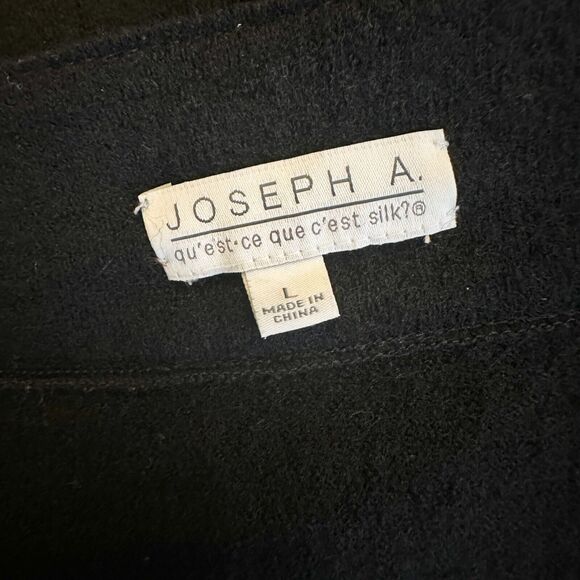 JOSEPH A.
qu'est-ce que c'est silk?®
L
MADE IN
CHINA